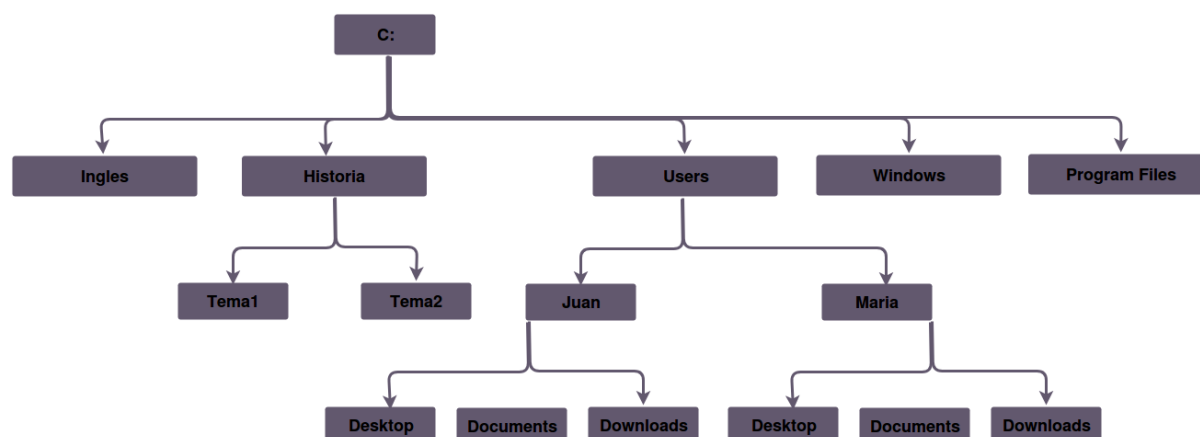 C:
Ingles
Historia
Users
Windows
Program Files
Tema1
Tema2
Juan
Maria
Desktop
Documents
Downloads
Desktop
Documents
Downloads